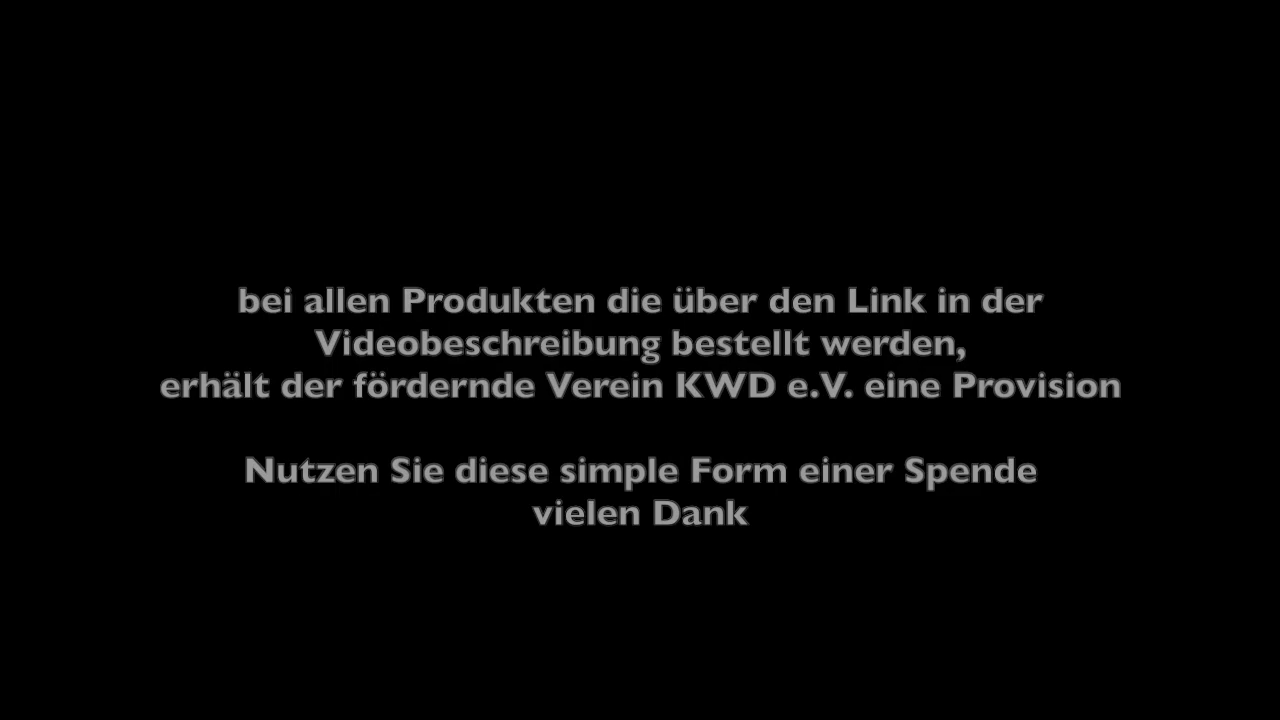 bei allen Produkten die über den Link in der
Videobeschreibung bestellt werden,
erhält der fördernde Verein KWD e.V. eine Provision
Nutzen Sie diese simple Form einer Spende
vielen Dank